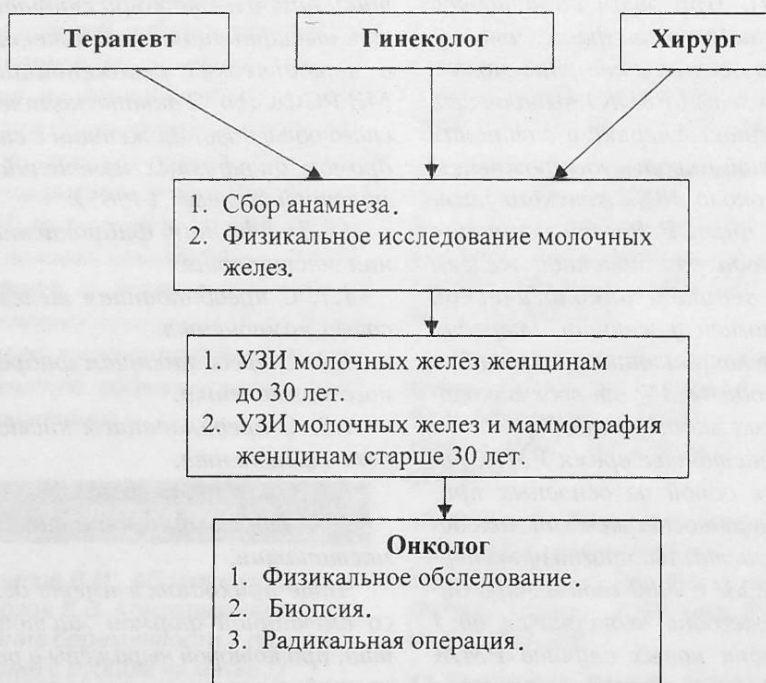 Терапевт
Гинеколог
Хирург
1. Сбор анамнеза.
2. Физикальное исследование молочных
желез.
1. УЗИ молочных желез женщинам
до 30 лет.
2. УЗИ молочных желез и маммография
женщинам старше 30 лет.
Онколог
1. Физикальное обследование.
2. Биопсия.
3. Радикальная операция.